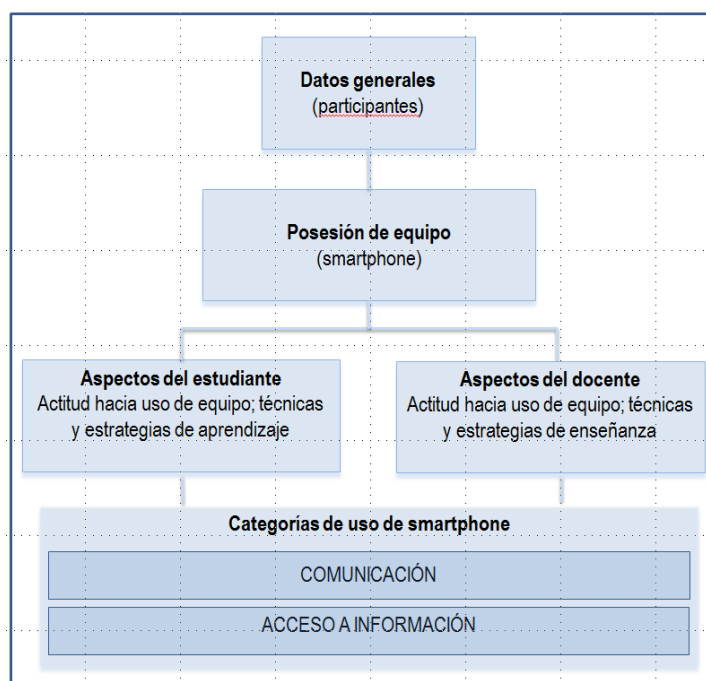 Datos generales
(participantes)
Posesión de equipo
(smartphone)
Aspectos del estudiante
Actitud hacia uso de equipo; técnicas
y estrategias de aprendizaje
Aspectos del docente
Actitud hacia uso de equipo; técnicas
y estrategias de enseñanza
Categorías de uso de smartphone
COMUNICACIÓN
ACCESO A INFORMACIÓN